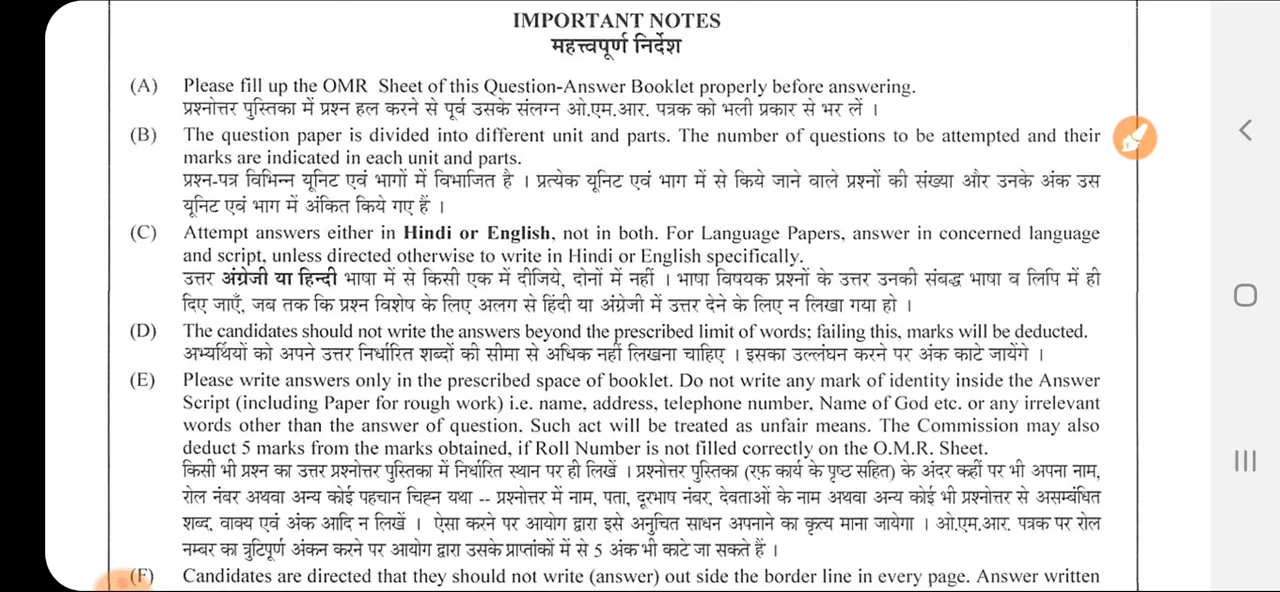 IMPORTANT NOTES
महत्त्वपूर्ण निर्देश
(A) Please fill up the OMR Sheet of this Question-Answer Booklet properly before answering.
प्रश्नोत्तर पुस्तिका में प्रश्न हल करने से पूर्व उसके संलग्न ओ.एम.आर. पत्रक को भली प्रकार से भर लें ।
(B) The question paper is divided into different unit and parts. The number of questions to be attempted and their
marks are indicated in each unit and parts.
प्रश्न-पत्र विभिन्न यूनिट एवं भागों में विभाजित है । प्रत्येक यूनिट एवं भाग में से किये जाने वाले प्रश्नों की संख्या और उनके अंक उस
यूनिट एवं भाग में अंकित किये गए हैं ।
(C) Attempt answers either in Hindi or English, not in both. For Language Papers, answer in concerned language
and script, unless directed otherwise to write in Hindi or English specifically.
उत्तर अंग्रेजी या हिन्दी भाषा में से किसी एक में दीजिये, दोनों में नहीं । भाषा विषयक प्रश्नों के उत्तर उनकी संबद्ध भाषा व लिपि में ही
दिए जाएँ, जब तक कि प्रश्न विशेष के लिए अलग से हिंदी या अंग्रेजी में उत्तर देने के लिए न लिखा गया हो ।
(D) The candidates should not write the answers beyond the prescribed limit of words; failing this, marks will be deducted.
अभ्यर्थियों को अपने उत्तर निर्धारित शब्दों की सीमा से अधिक नहीं लिखना चाहिए । इसका उल्लंघन करने पर अंक काटे जायेंगे ।
(E) Please write answers only in the prescribed space of booklet. Do not write any mark of identity inside the Answer
Script (including Paper for rough work) i.e. name, address, telephone number, Name of God etc. or any irrelevant
words other than the answer of question. Such act will be treated as unfair means. The Commission may also
deduct 5 marks from the marks obtained, if Roll Number is not filled correctly on the O.M.R. Sheet.
किसी भी प्रश्न का उत्तर प्रश्नोत्तर पुस्तिका में निर्धारित स्थान पर ही लिखें । प्रश्नोत्तर पुस्तिका (रफ़ कार्य के पृष्ठ सहित) के अंदर कहीं पर भी अपना नाम,
रोल नंबर अथवा अन्य कोई पहचान चिह्न यथा -- प्रश्नोत्तर में नाम, पता, दूरभाष नंबर, देवताओं के नाम अथवा अन्य कोई भी प्रश्नोत्तर से असम्बंधित
शब्द, वाक्य एवं अंक आदि न लिखें । ऐसा करने पर आयोग द्वारा इसे अनुचित साधन अपनाने का कृत्य माना जायेगा । ओ.एम.आर. पत्रक पर रोल
नम्बर का त्रुटिपूर्ण अंकन करने पर आयोग द्वारा उसके प्राप्तांकों में से 5 अंक भी काटे जा सकते हैं ।
(F) Candidates are directed that they should not write (answer) out side the border line in every page. Answer written